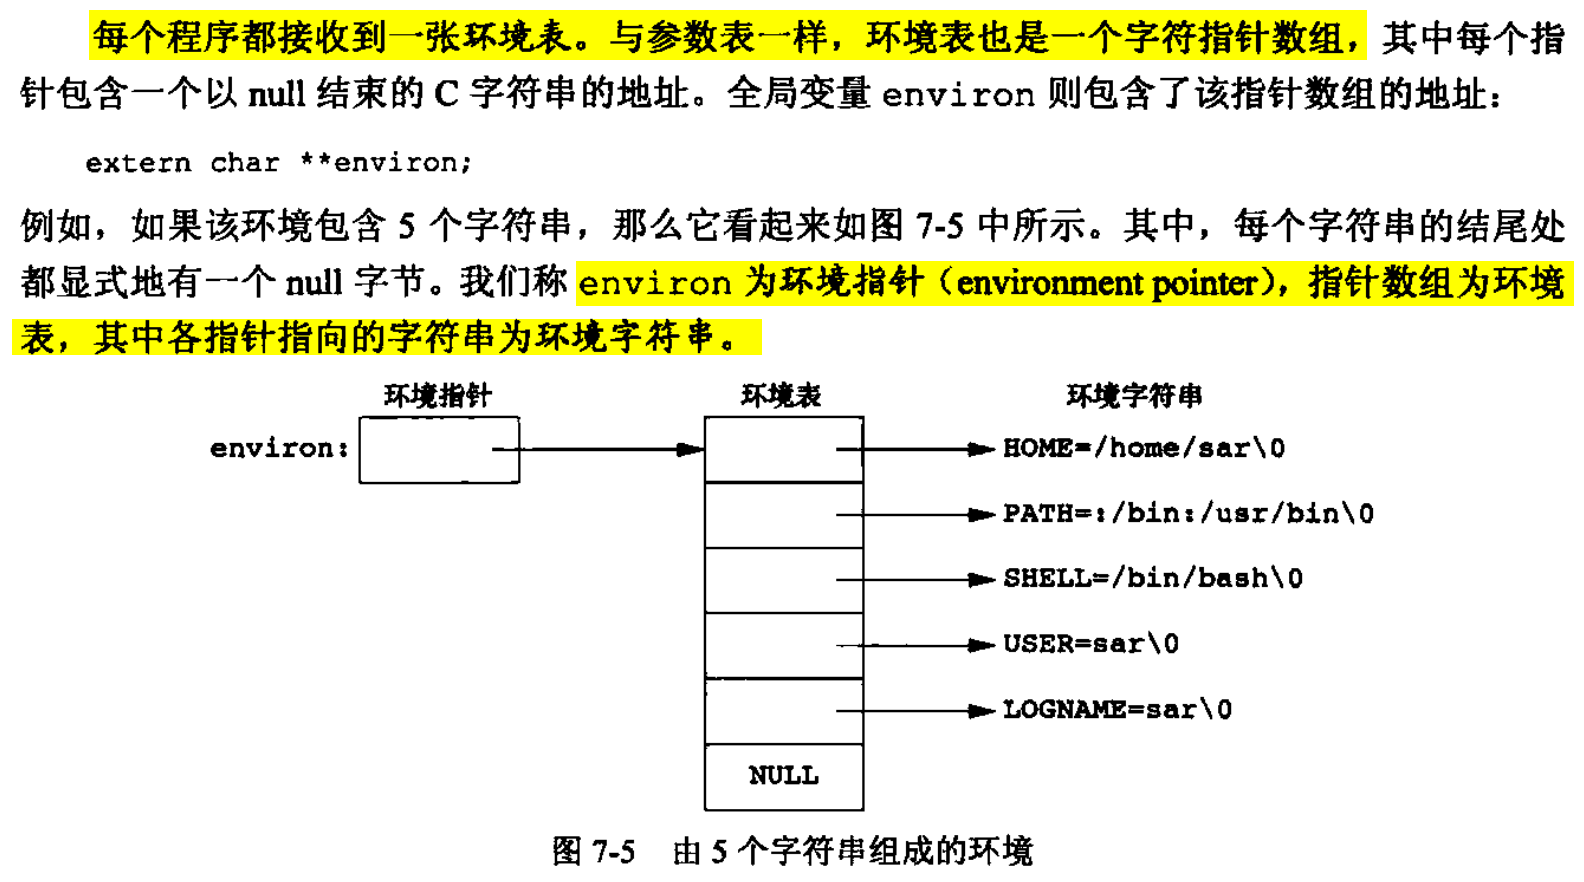 每个程序都接收到一张环境表。与参数表一样，环境表也是一个字符指针数组，其中每个指
针包含一个以 null 结束的 C 字符串的地址。全局变量 environ 则包含了该指针数组的地址：
extern char **environ;
例如，如果该环境包含 5 个字符串，那么它看起来如图 7-5 中所示。其中，每个字符串的结尾处
都显式地有一个 null 字节。我们称 environ 为环境指针（environment pointer），指针数组为环境
表，其中各指针指向的字符串为环境字符串。
环境指针 环境表 环境字符串
environ: HOME=/home/sar\0
PATH=:/bin:/usr/bin\0
SHELL=/bin/bash\0
USER=sar\0
LOGNAME=sar\0
NULL
图 7-5 由 5 个字符串组成的环境